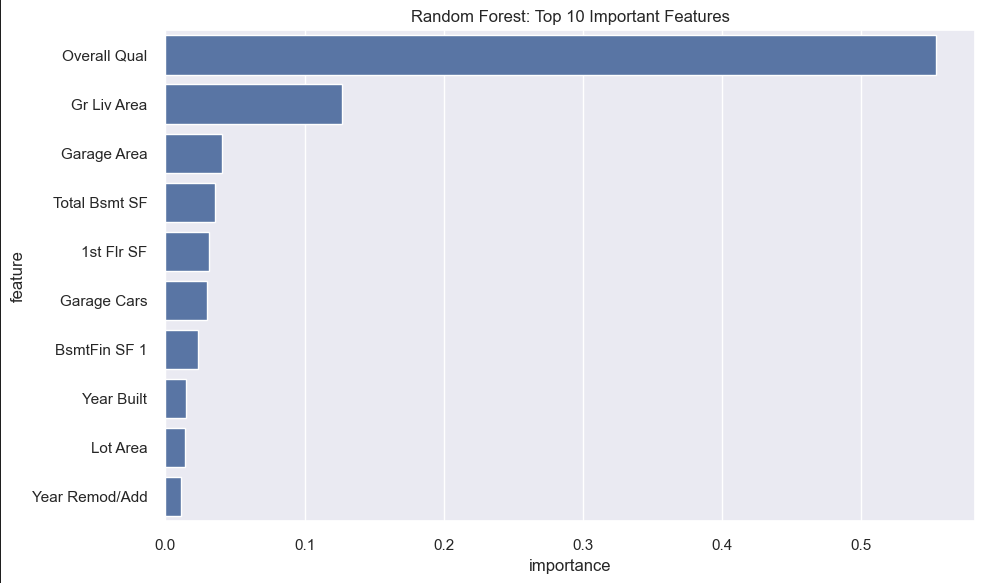 Random Forest: Top 10 Important Features
feature
Overall Qual
Gr Liv Area
Garage Area
Total Bsmt SF
1st Flr SF
Garage Cars
BsmtFin SF 1
Year Built
Lot Area
Year Remod/Add
0.0 0.1 0.2 0.3 0.4 0.5
importance